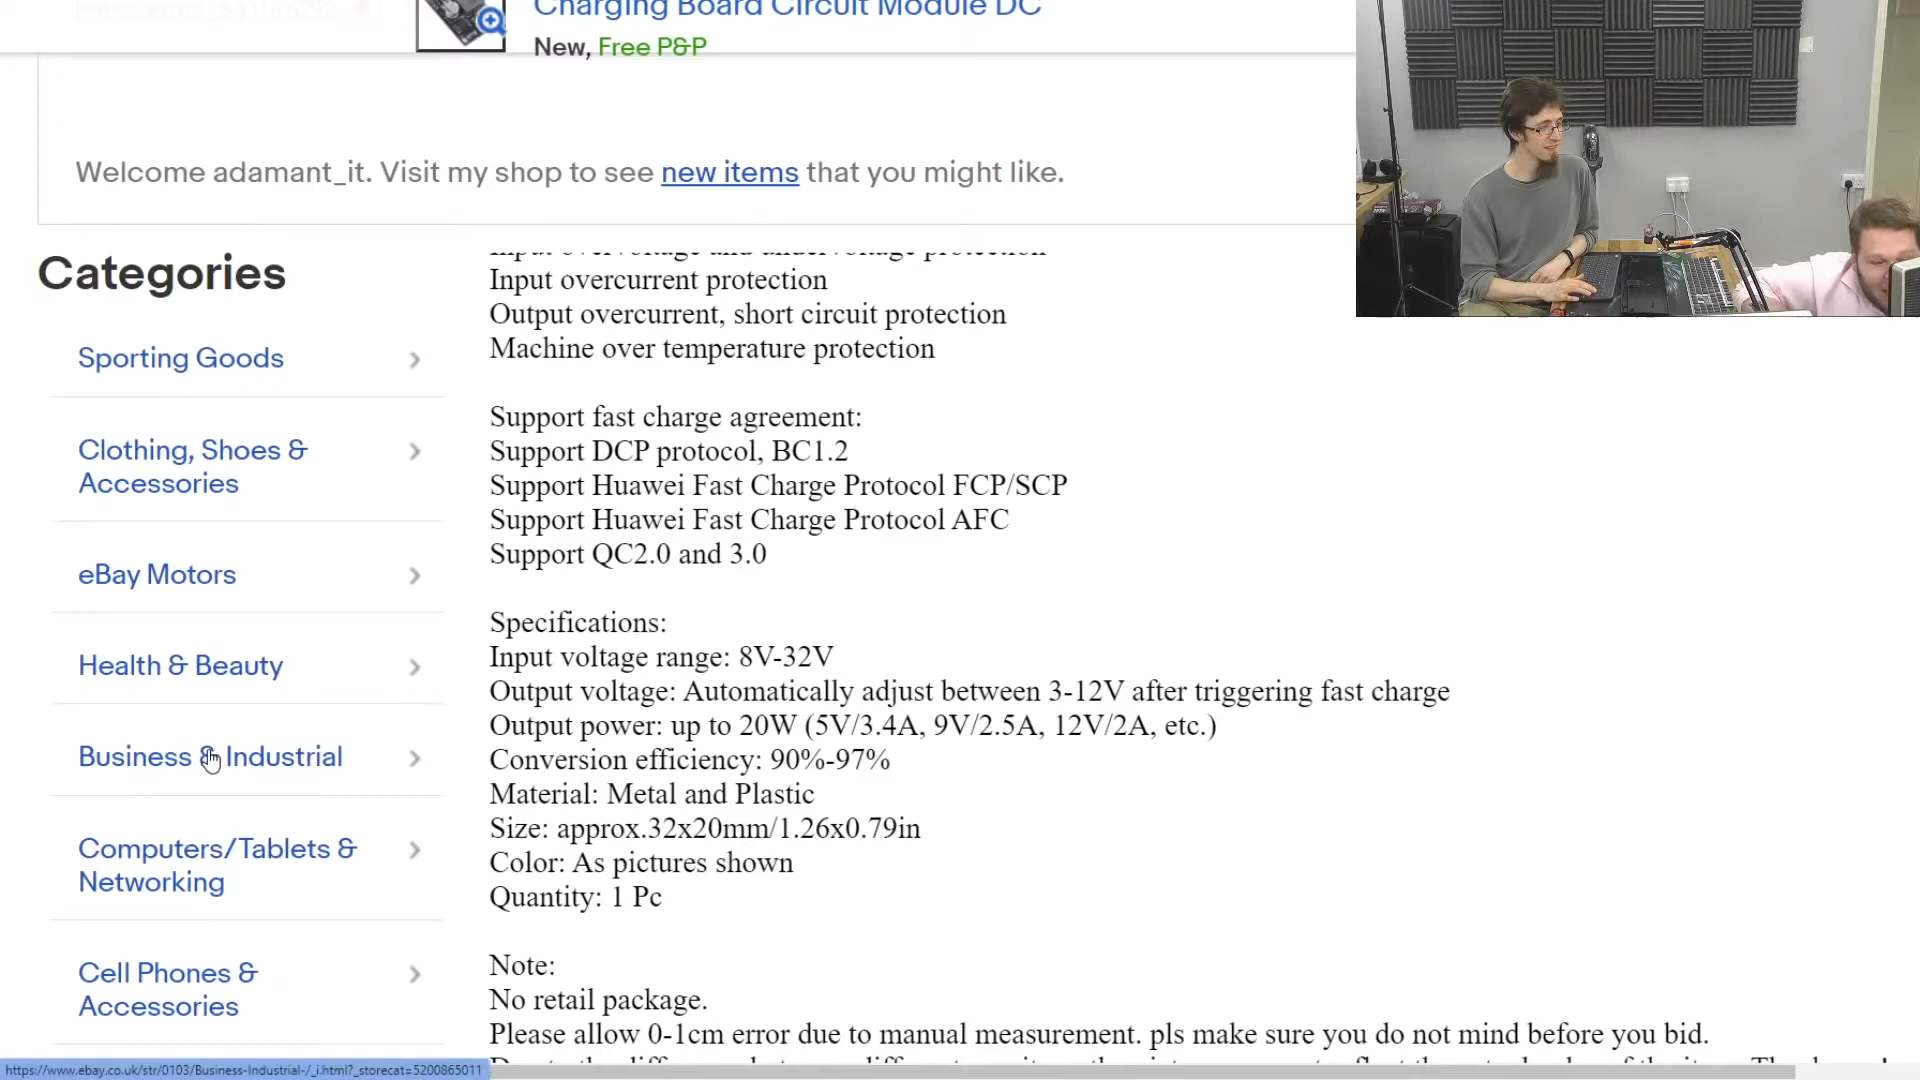 Charging Board Circuit Module DC
New, Free P&P
Welcome adamant_it. Visit my shop to see new items that you might like.
Categories
Sporting Goods
Clothing, Shoes &
Accessories
eBay Motors
Health & Beauty
Business & Industrial
Computers/Tablets &
Networking
Cell Phones &
Accessories
Input overvoltage and undervoltage protection
Input overcurrent protection
Output overcurrent, short circuit protection
Machine over temperature protection
Support fast charge agreement:
Support DCP protocol, BC1.2
Support Huawei Fast Charge Protocol FCP/SCP
Support Huawei Fast Charge Protocol AFC
Support QC2.0 and 3.0
Specifications:
Input voltage range: 8V-32V
Output voltage: Automatically adjust between 3-12V after triggering fast charge
Output power: up to 20W (5V/3.4A, 9V/2.5A, 12V/2A, etc.)
Conversion efficiency: 90%-97%
Material: Metal and Plastic
Size: approx.32x20mm/1.26x0.79in
Color: As pictures shown
Quantity: 1 Pc
Note:
No retail package.
Please allow 0-1cm error due to manual measurement. pls make sure you do not mind before you bid.
https://www.ebay.co.uk/str/0103/Business-Industrial-/_i.html?_storecat=5200865011